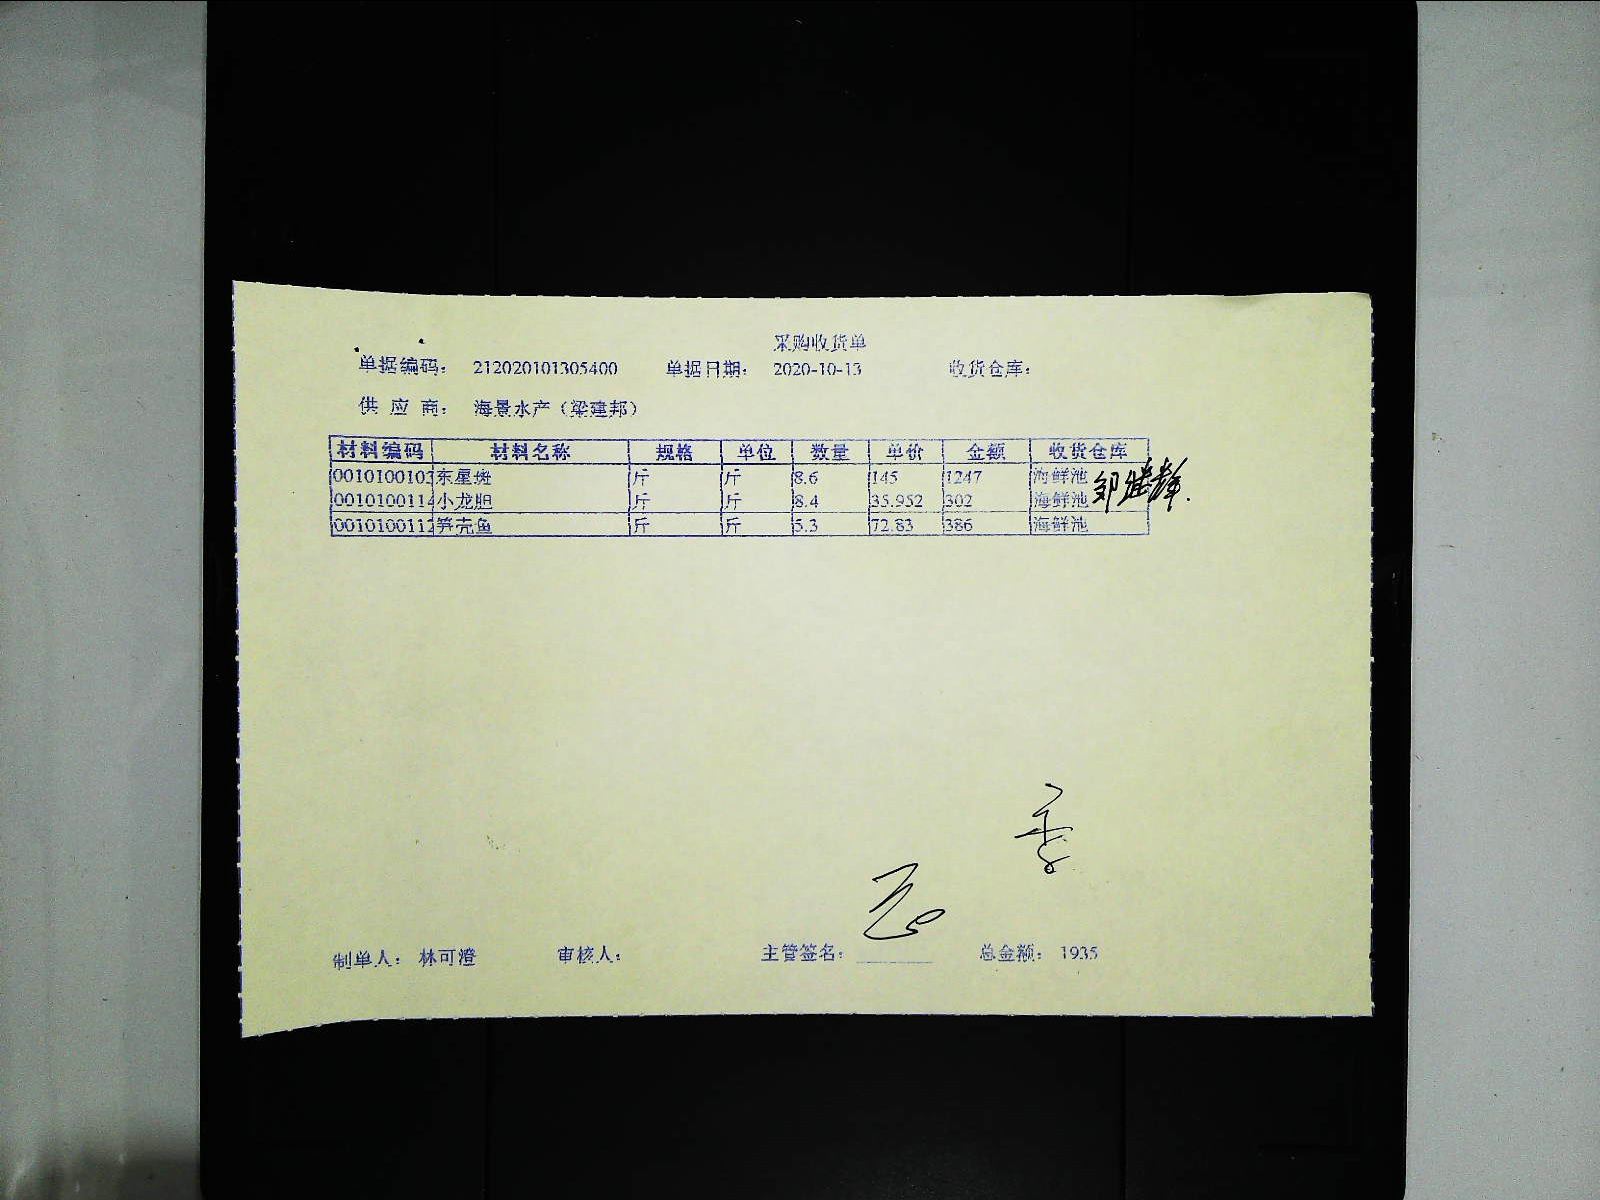 采购收货单
单据编码： 212020101305400 单据日期： 2020-10-13 收货仓库：
供 应 商： 海景水产（梁建邦）
材料编码 材料名称 规格 单位 数量 单价 金额 收货仓库
0010100103 东星斑 斤 斤 8.6 145 1247 海鲜池
0010100114 小龙胆 斤 斤 8.4 35.952 302 海鲜池
0010100112 笋壳鱼 斤 斤 5.3 72.83 386 海鲜池
制单人： 林可澄 审核人： 主管签名： 总金额： 1935